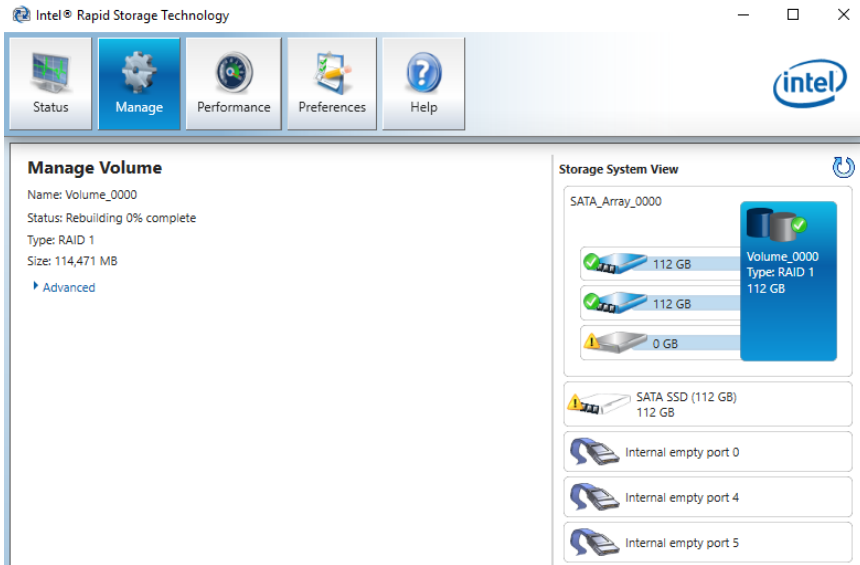 Intel® Rapid Storage Technology
Status
Manage
Performance
Preferences
Help
intel
Manage Volume
Name: Volume_0000
Status: Rebuilding 0% complete
Type: RAID 1
Size: 114,471 MB
Advanced
Storage System View
SATA_Array_0000
112 GB
112 GB
0 GB
Volume_0000
Type: RAID 1
112 GB
SATA SSD (112 GB)
112 GB
Internal empty port 0
Internal empty port 4
Internal empty port 5